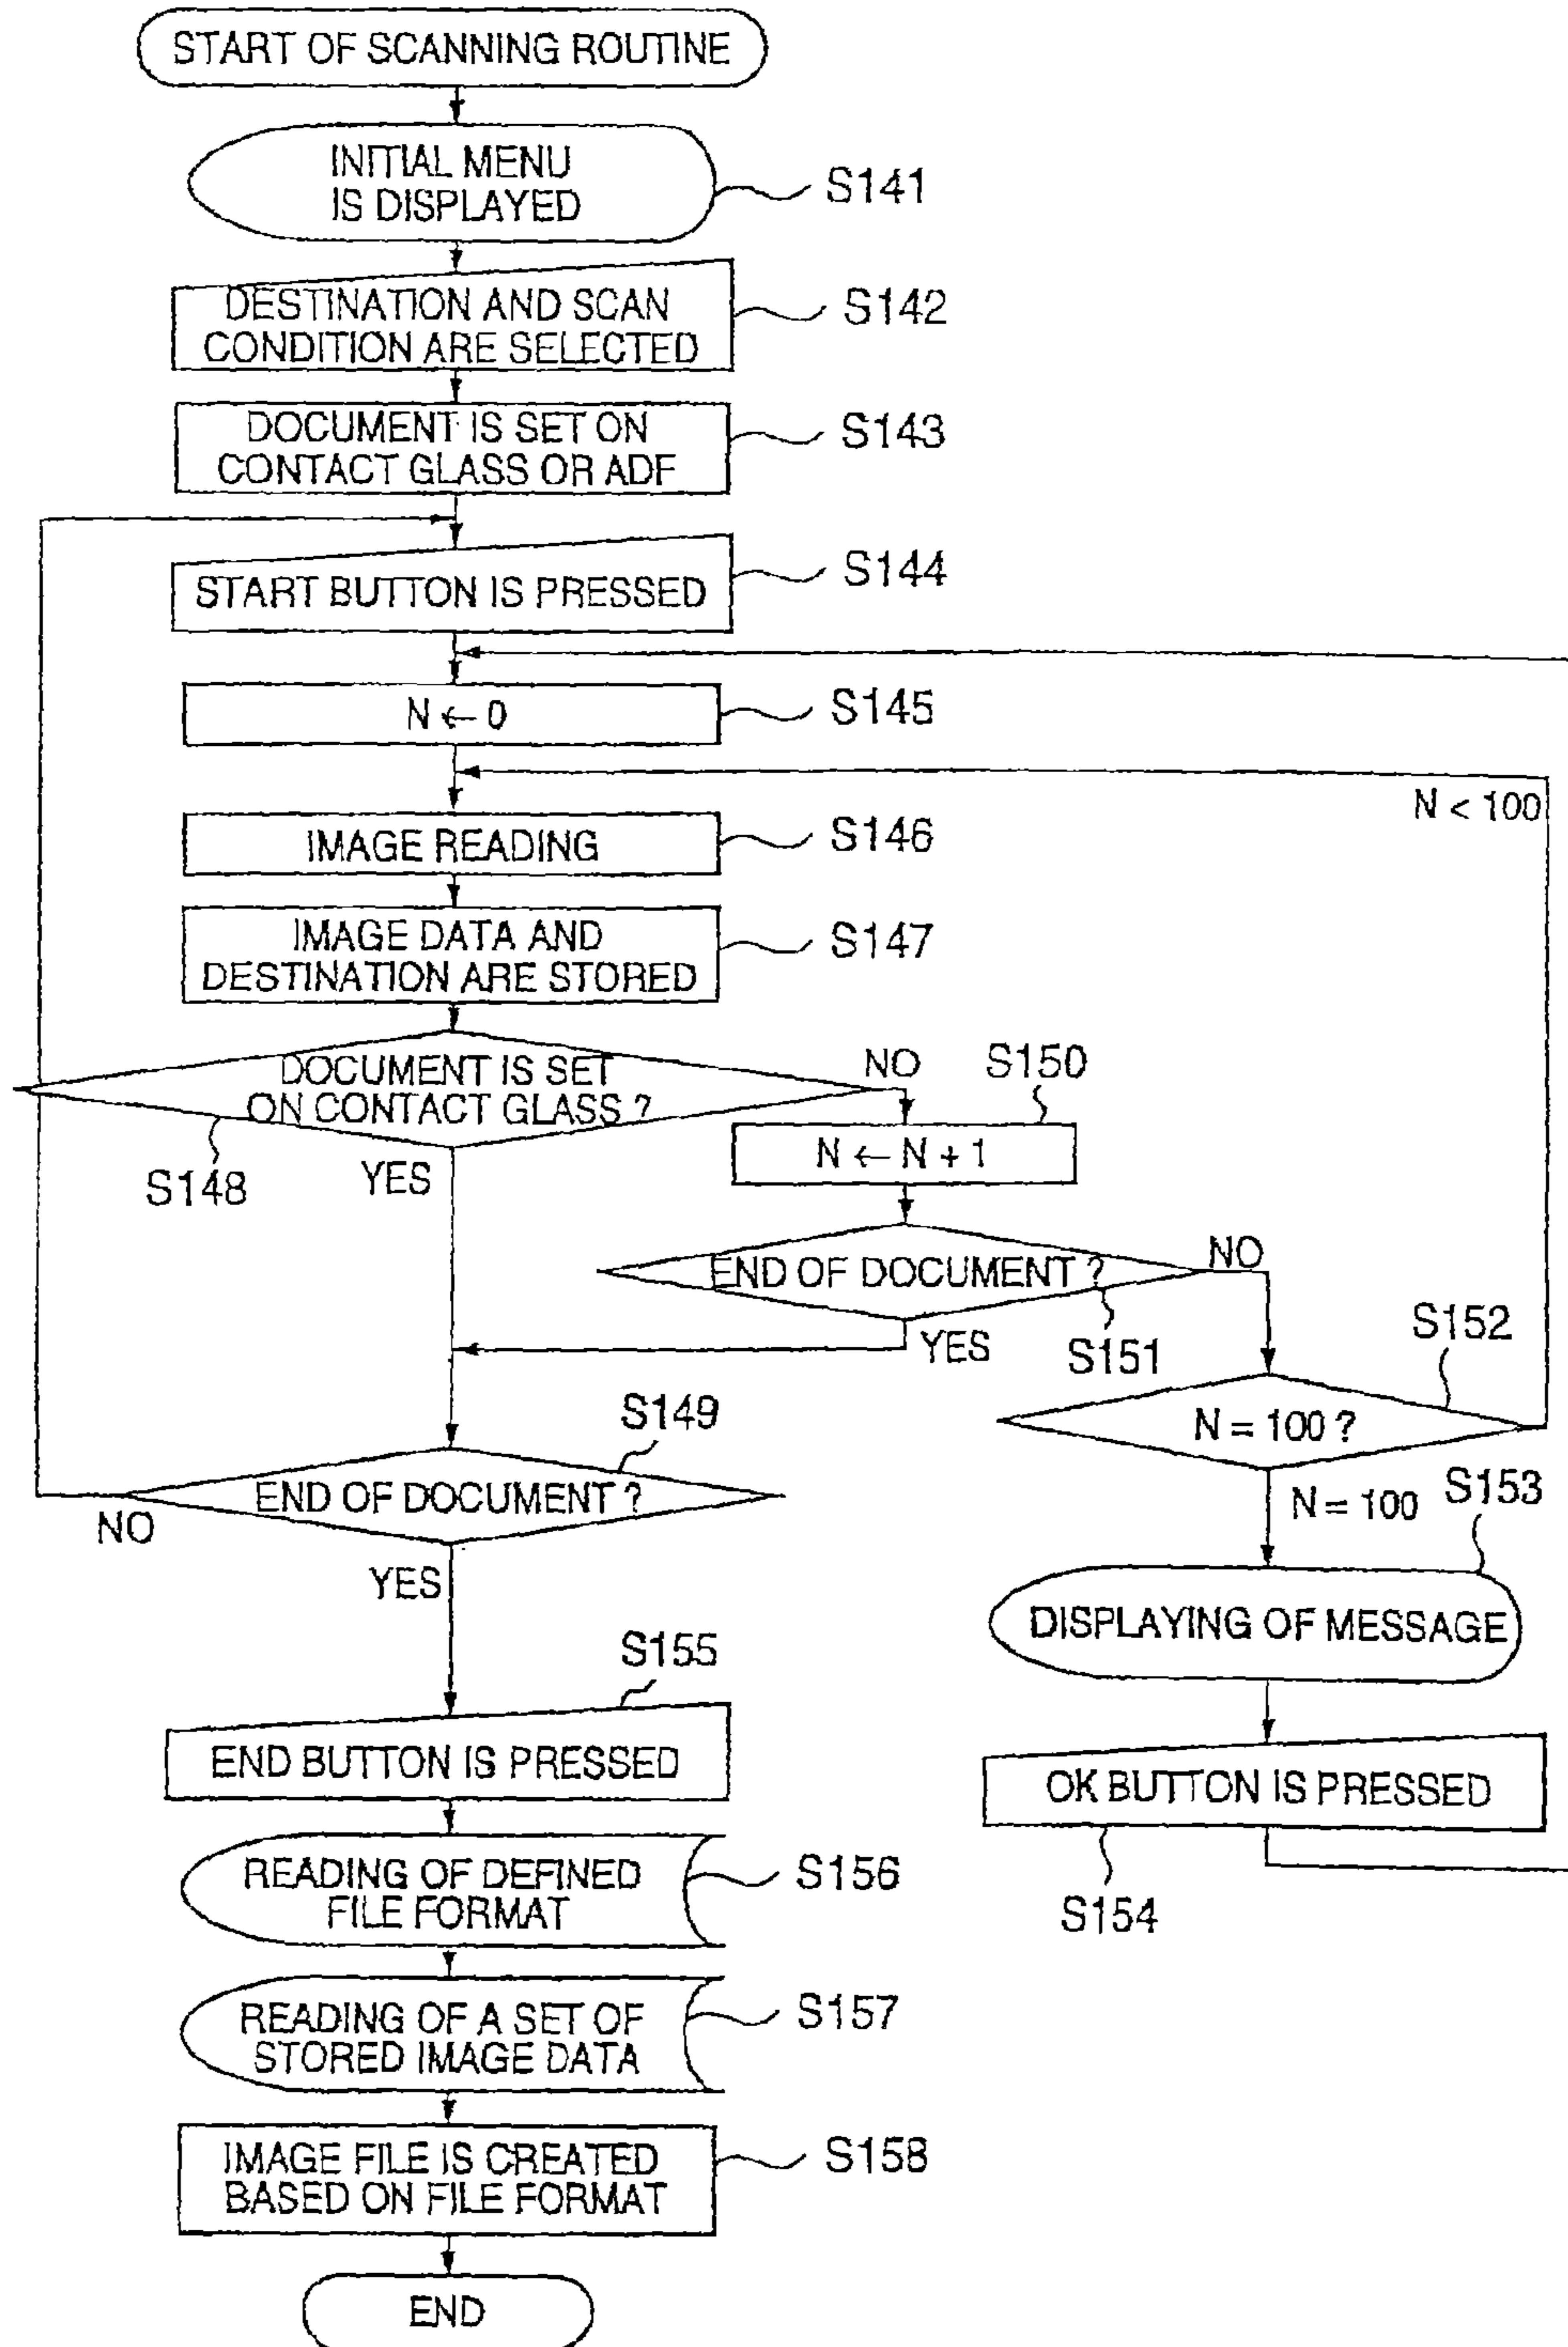 START OF SCANNING ROUTINE
INITIAL MENU
IS DISPLAYED
S141
DESTINATION AND SCAN
CONDITION ARE SELECTED
S142
DOCUMENT IS SET ON
CONTACT GLASS OR ADF
S143
START BUTTON IS PRESSED
S144
N ← 0
S145
N < 100
IMAGE READING
S146
IMAGE DATA AND
DESTINATION ARE STORED
S147
DOCUMENT IS SET
ON CONTACT GLASS ?
S148
NO
YES
S150
N ← N + 1
END OF DOCUMENT ?
NO
YES
S151
S152
N = 100 ?
S149
END OF DOCUMENT ?
NO
YES
N = 100
S153
DISPLAYING OF MESSAGE
S155
END BUTTON IS PRESSED
OK BUTTON IS PRESSED
S154
READING OF DEFINED
FILE FORMAT
S156
READING OF A SET OF
STORED IMAGE DATA
S157
IMAGE FILE IS CREATED
BASED ON FILE FORMAT
S158
END